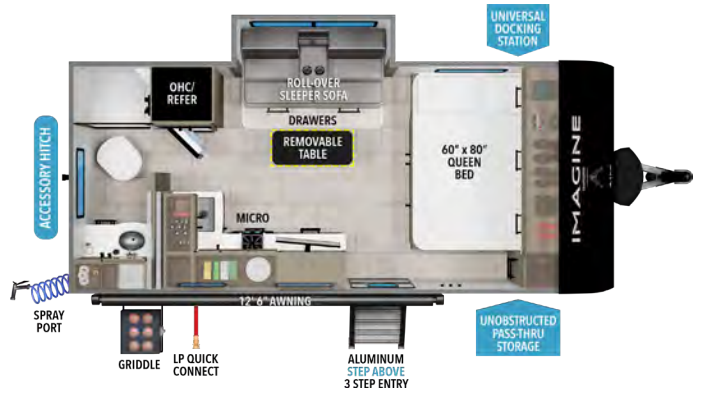 UNIVERSAL
DOCKING
STATION
OHC/
REFER
ROLL-OVER
SLEEPER SOFA
DRAWERS
REMOVABLE
TABLE
60" x 80"
QUEEN
BED
IMAGINE
ACCESSORY HITCH
MICRO
SPRAY
PORT
12' 6" AWNING
GRIDDLE
LP QUICK
CONNECT
ALUMINUM
STEP ABOVE
3 STEP ENTRY
UNOBSTRUCTED
PASS-THRU
STORAGE